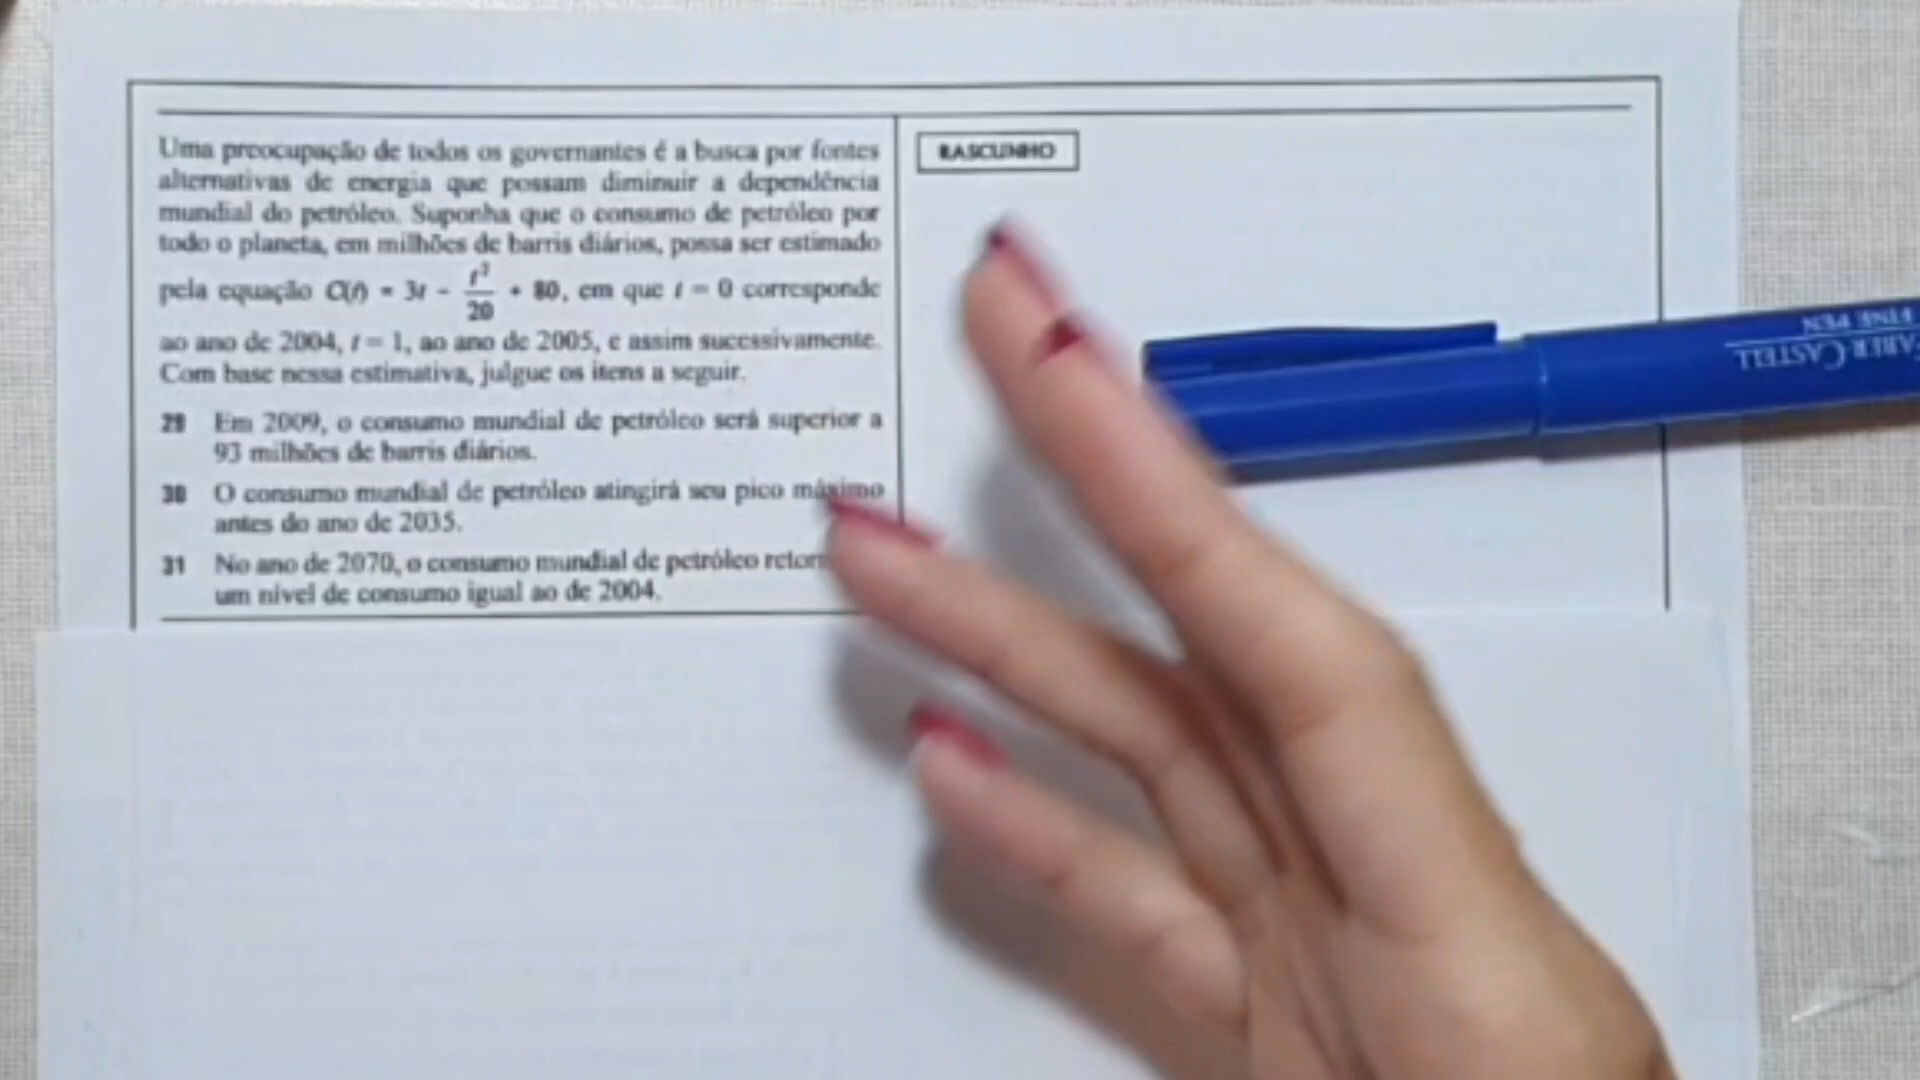 Uma preocupação de todos os governantes é a busca por fontes
alternativas de energia que possam diminuir a dependência
mundial do petróleo. Suponha que o consumo de petróleo por
todo o planeta, em milhões de barris diários, possa ser estimado
pela equação C(t) = 3t - t²/20 + 80, em que t = 0 corresponde
ao ano de 2004, t = 1, ao ano de 2005, e assim sucessivamente.
Com base nessa estimativa, julgue os itens a seguir.
29 Em 2009, o consumo mundial de petróleo será superior a
93 milhões de barris diários.
30 O consumo mundial de petróleo atingirá seu pico máximo
antes do ano de 2035.
31 No ano de 2070, o consumo mundial de petróleo
um nível de consumo igual ao de 2004.
RASCUNHO
FABER CASTELL
FINE PEN